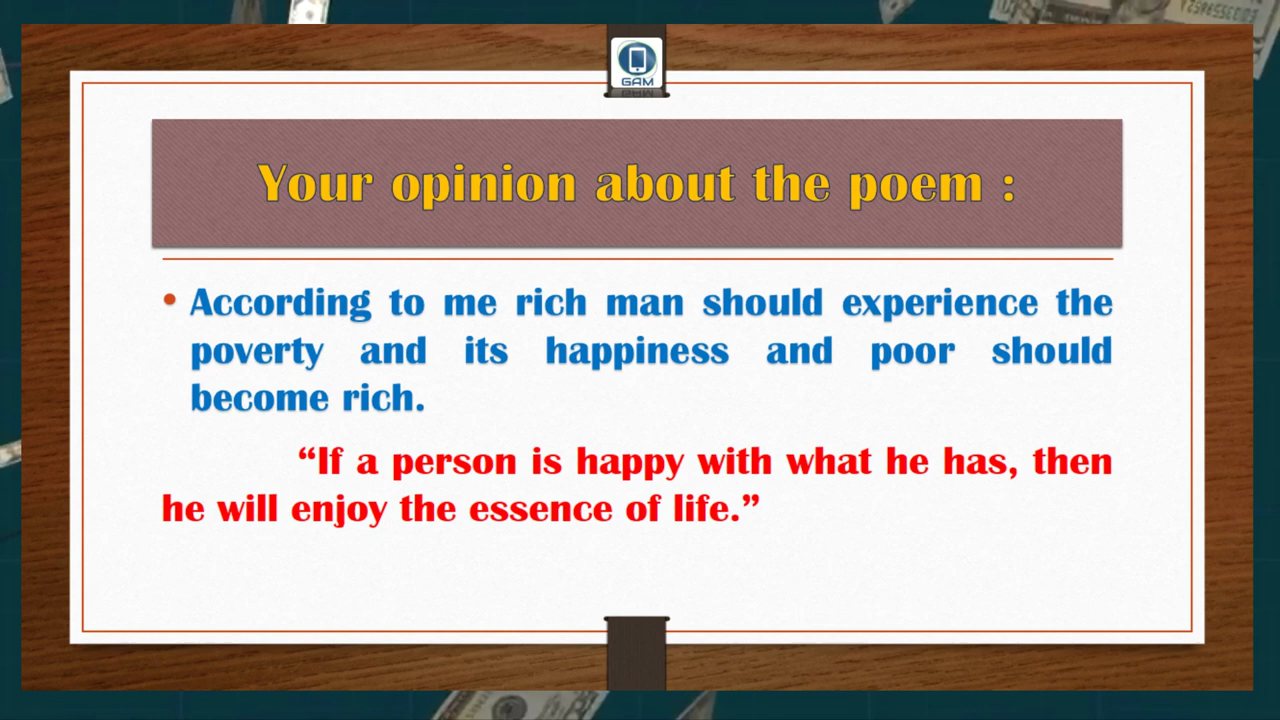 GAM
Your opinion about the poem :
• According to me rich man should experience the
poverty and its happiness and poor should
become rich.
“If a person is happy with what he has, then
he will enjoy the essence of life.”